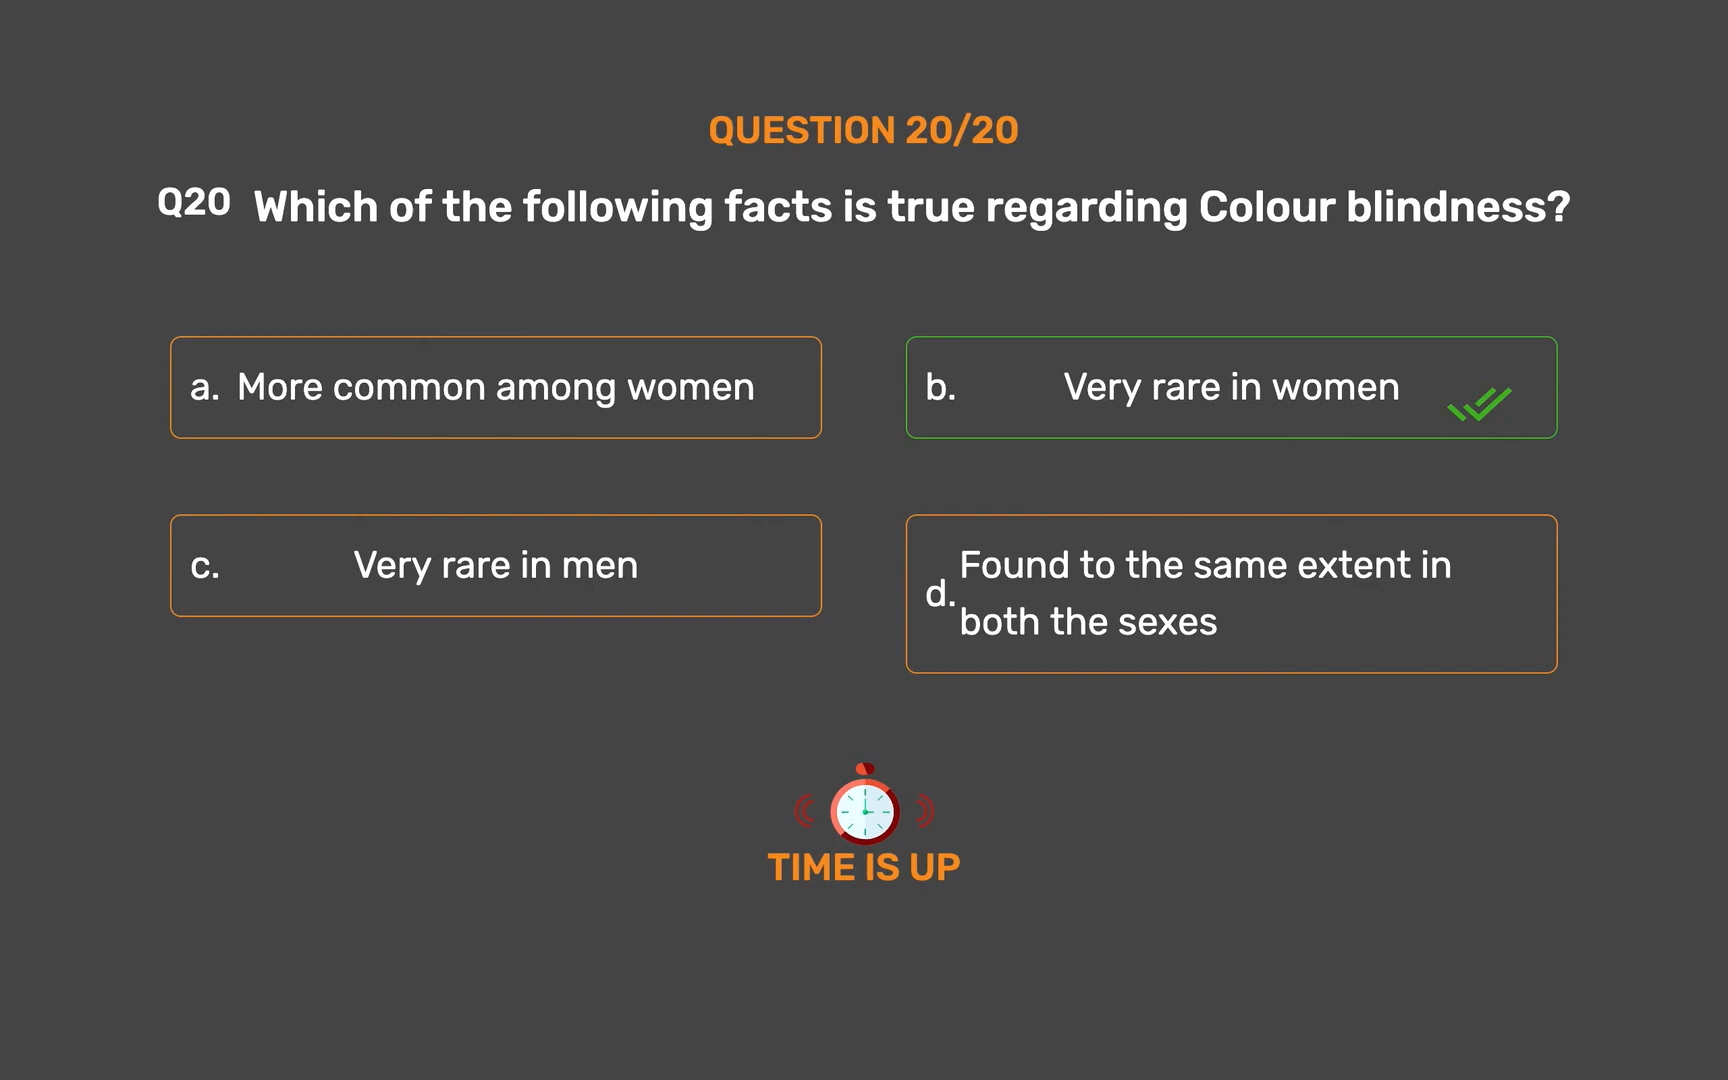 QUESTION 20/20
Q20 Which of the following facts is true regarding Colour blindness?
a. More common among women
b. Very rare in women
c. Very rare in men
d. Found to the same extent in
both the sexes
TIME IS UP